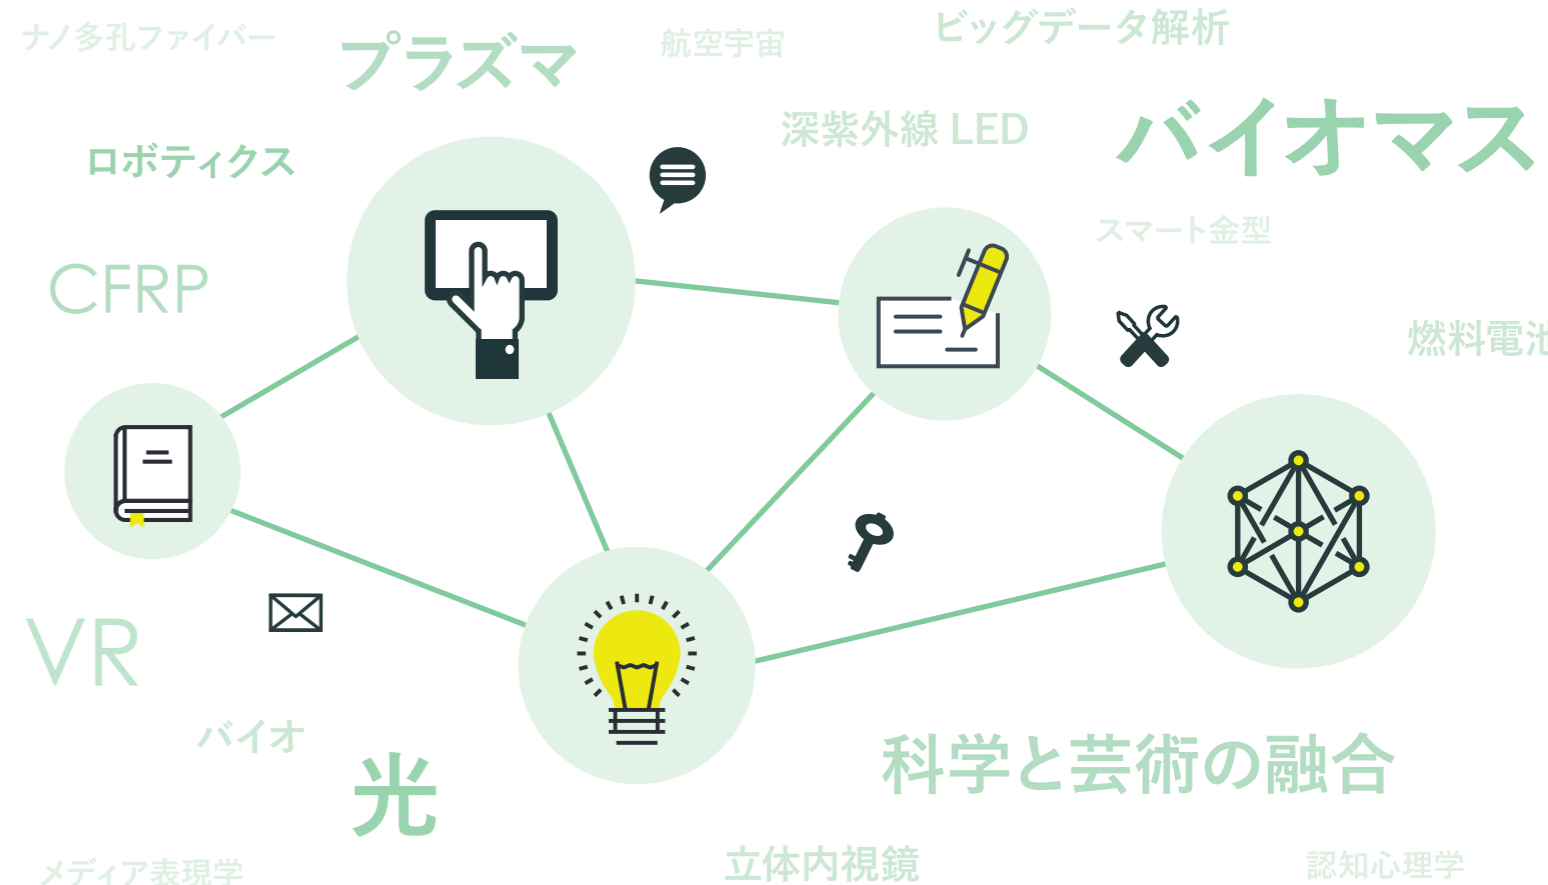 ナノ多孔ファイバー
プラズマ
航空宇宙
ビッグデータ解析
深紫外線 LED
バイオマス
ロボティクス
スマート金型
CFRP
燃料電池
VR
バイオ
光
科学と芸術の融合
立体内視鏡
メディア表現学
認知心理学